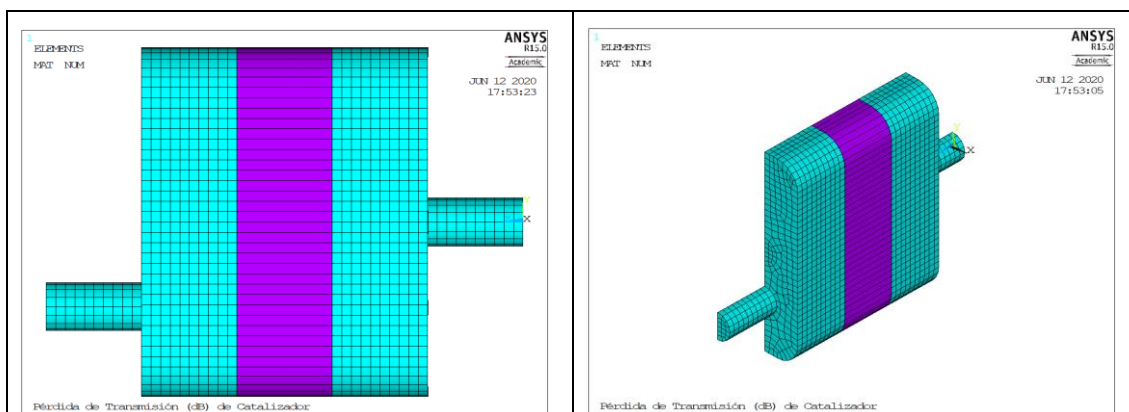 1
ELEMENTS
MAT NUM
ANSYS
R15.0
Academic
JUN 12 2020
17:53:23
Y
X
Pérdida de Transmisión (dB) de Catalizador
1
ELEMENTS
MAT NUM
ANSYS
R15.0
Academic
JUN 12 2020
17:53:05
Y
X
Pérdida de Transmisión (dB) de Catalizador